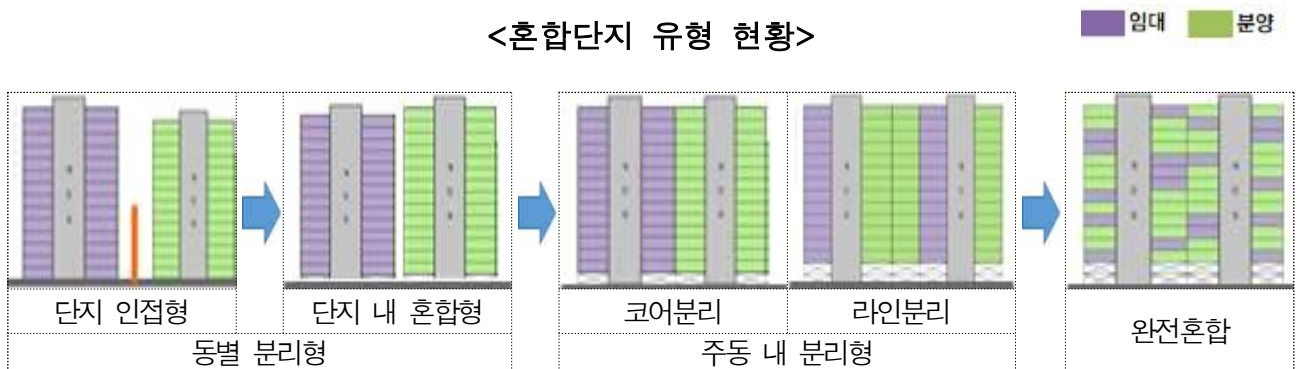 <혼합단지 유형 현황>
임대 분양
단지 인접형 단지 내 혼합형 코어분리 라인분리 완전혼합
동별 분리형 주동 내 분리형